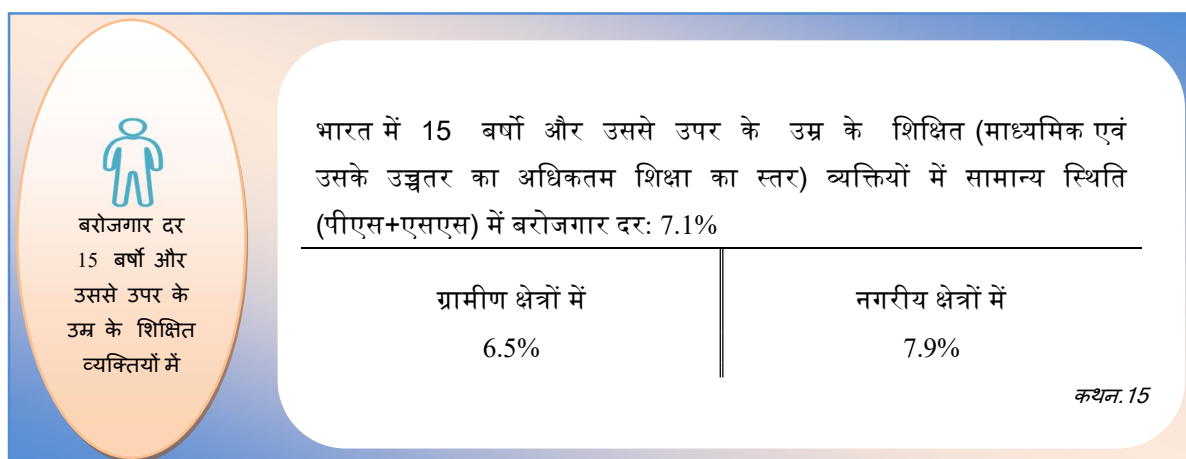 बरोजगार दर
15 बर्षो और
उससे उपर के
उम्र के शिक्षित
व्यक्तियों में
भारत में 15 बर्षो और उससे उपर के उम्र के शिक्षित (माध्यमिक एवं
उसके उच्चतर का अधिकतम शिक्षा का स्तर) व्यक्तियों में सामान्य स्थिति
(पीएस+एसएस) में बरोजगार दर: 7.1%
ग्रामीण क्षेत्रों में
6.5%
नगरीय क्षेत्रों में
7.9%
कथन.15